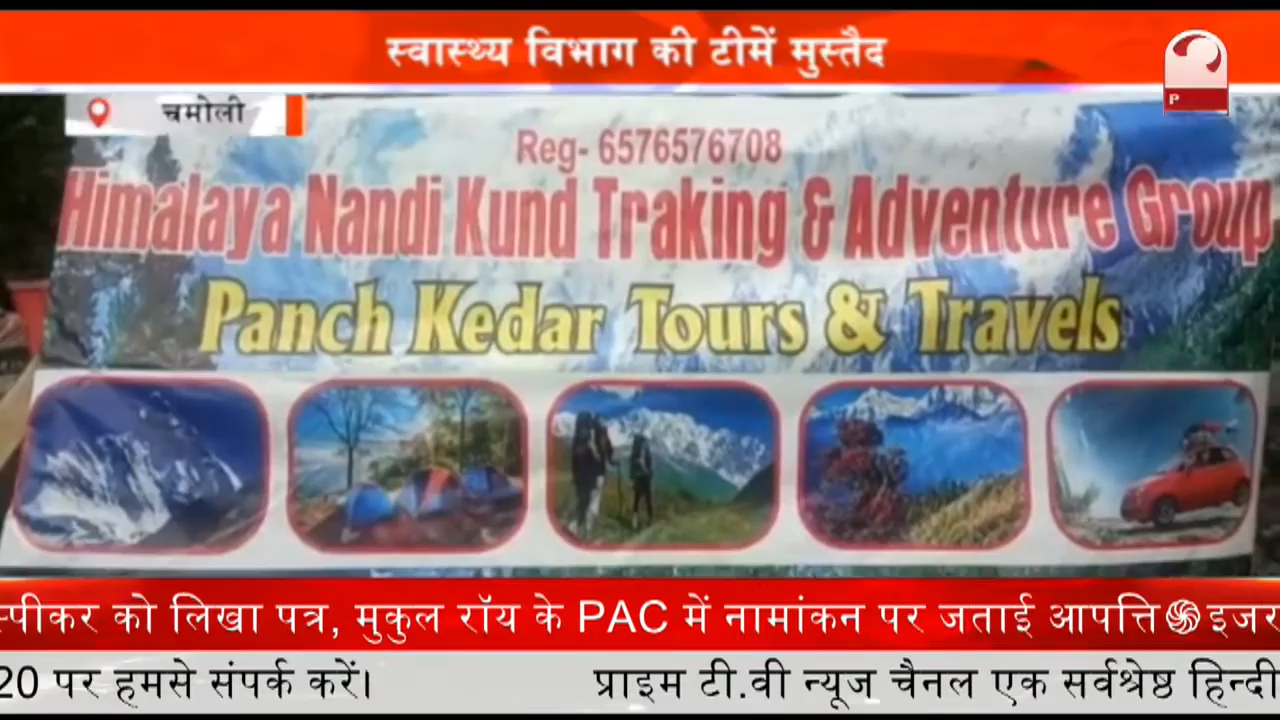 स्वास्थ्य विभाग की टीमें मुस्तैद
P
चमोली
Reg- 6576576708
Himalaya Nandi Kund Traking & Adventure Group
Panch Kedar Tours & Travels
स्पीकर को लिखा पत्र, मुकुल रॉय के PAC में नामांकन पर जताई आपत्ति इजर
20 पर हमसे संपर्क करें। प्राइम टी.वी न्यूज चैनल एक सर्वश्रेष्ठ हिन्दी